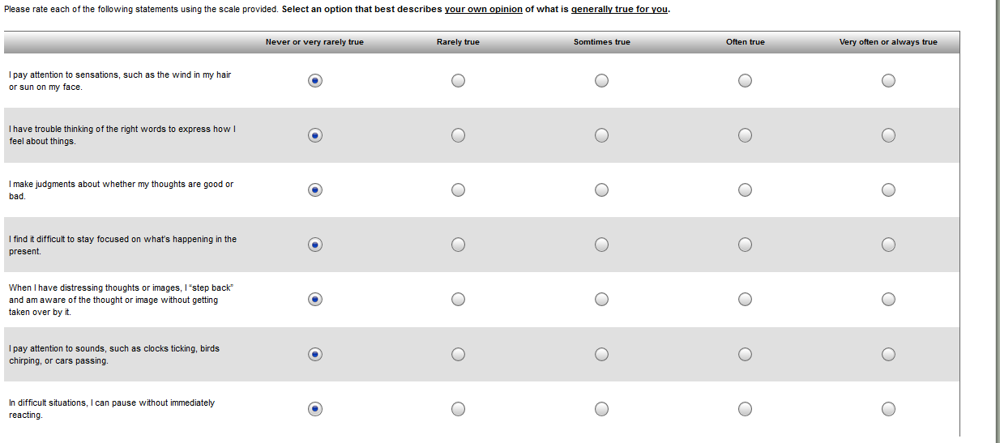 Please rate each of the following statements using the scale provided. Select an option that best describes your own opinion of what is generally true for you.
Never or very rarely true Rarely true Somtimes true Often true Very often or always true
I pay attention to sensations, such as the wind in my hair
or sun on my face.
I have trouble thinking of the right words to express how I
feel about things.
I make judgments about whether my thoughts are good or
bad.
I find it difficult to stay focused on what's happening in the
present.
When I have distressing thoughts or images, I “step back”
and am aware of the thought or image without getting
taken over by it.
I pay attention to sounds, such as clocks ticking, birds
chirping, or cars passing.
In difficult situations, I can pause without immediately
reacting.